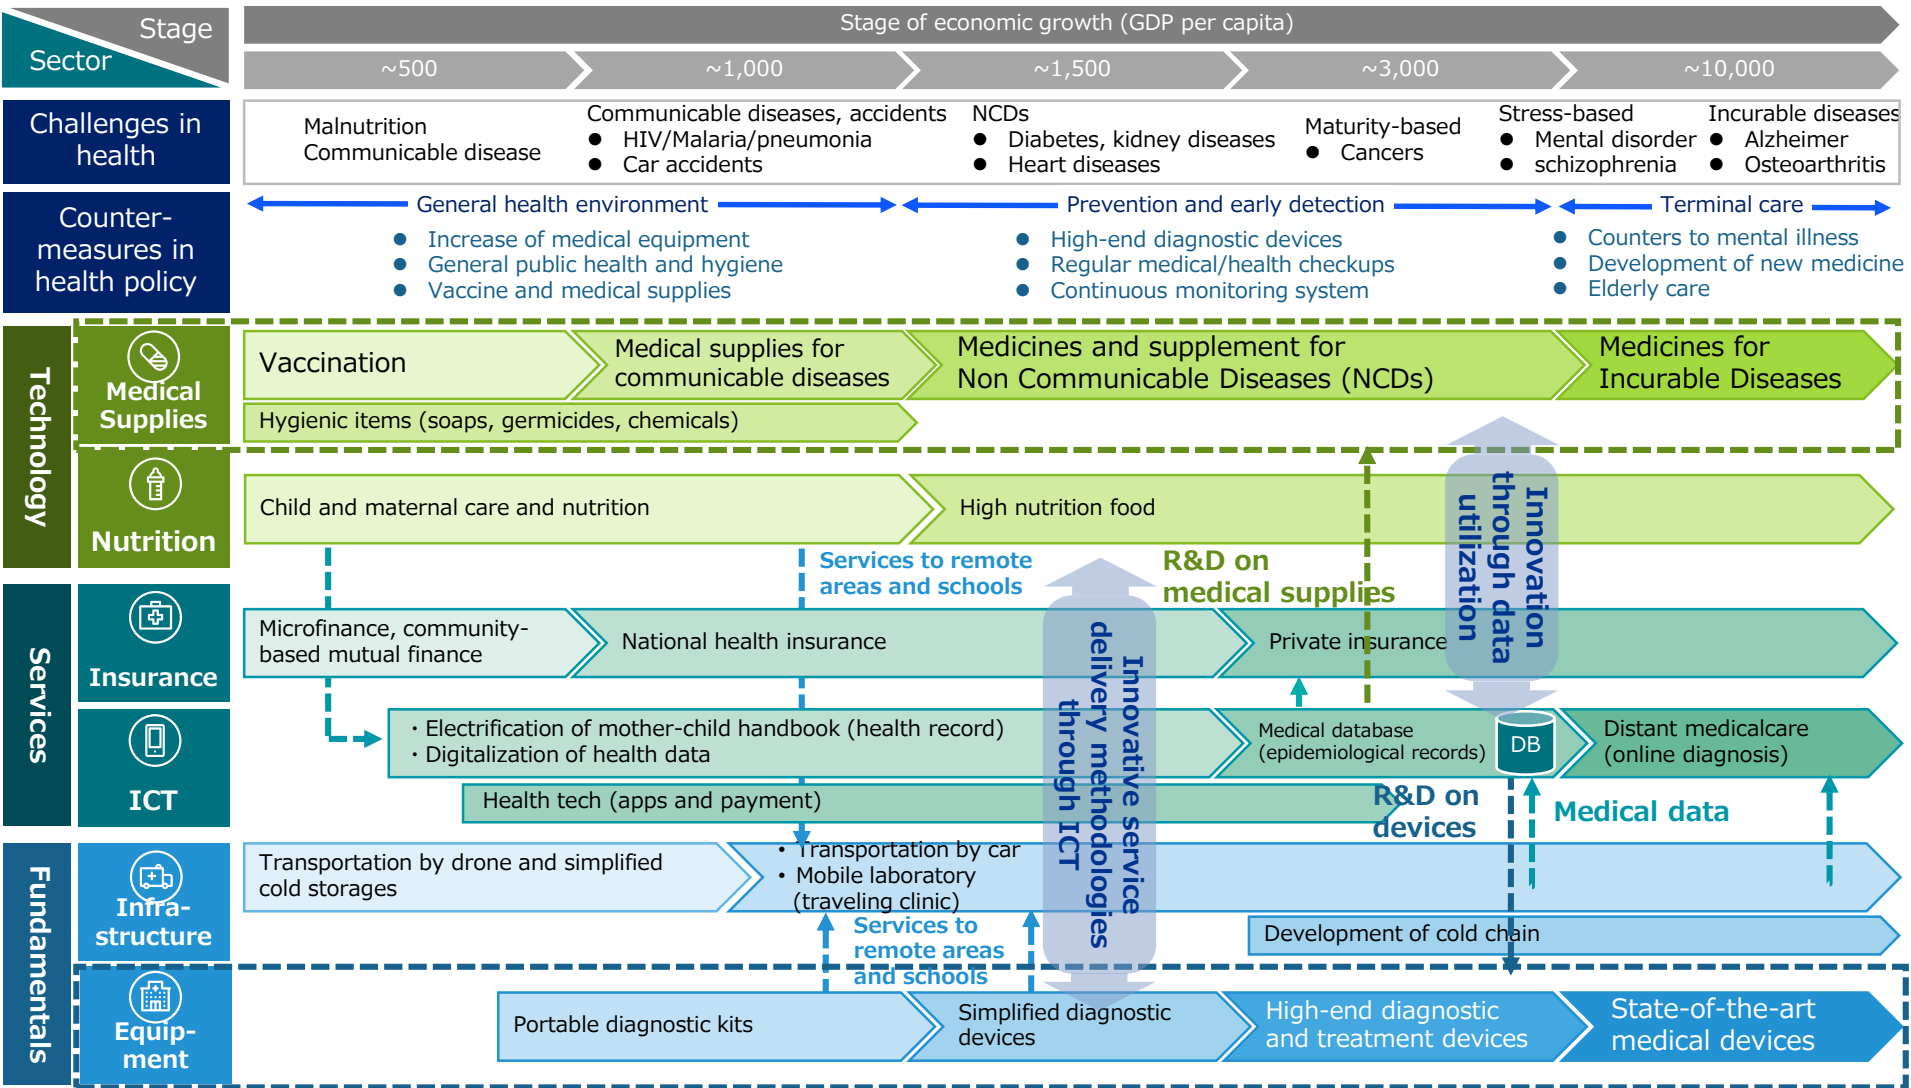 Stage
Sector
Stage of economic growth (GDP per capita)
~500
~1,000
~1,500
~3,000
~10,000
Challenges in
health
Malnutrition
Communicable disease
Communicable diseases, accidents
● HIV/Malaria/pneumonia
● Car accidents
NCDs
● Diabetes, kidney diseases
● Heart diseases
Maturity-based
● Cancers
Stress-based
● Mental disorder
● schizophrenia
Incurable diseases
● Alzheimer
● Osteoarthritis
Counter-
measures in
health policy
General health environment
● Increase of medical equipment
● General public health and hygiene
● Vaccine and medical supplies
Prevention and early detection
● High-end diagnostic devices
● Regular medical/health checkups
● Continuous monitoring system
Terminal care
● Counters to mental illness
● Development of new medicine
● Elderly care
Technology
Medical
Supplies
Vaccination
Medical supplies for
communicable diseases
Medicines and supplement for
Non Communicable Diseases (NCDs)
Medicines for
Incurable Diseases
Hygienic items (soaps, germicides, chemicals)
Nutrition
Child and maternal care and nutrition
High nutrition food
Services to remote
areas and schools
R&D on
medical supplies
Innovation
through data
utilization
Services
Insurance
Microfinance, community-
based mutual finance
National health insurance
Private insurance
Innovative service
delivery methodologies
through ICT
ICT
・Electrification of mother-child handbook (health record)
・Digitalization of health data
Medical database
(epidemiological records)
DB
Distant medicalcare
(online diagnosis)
Health tech (apps and payment)
R&D on
devices
Medical data
Fundamentals
Infra-
structure
Transportation by drone and simplified
cold storages
• Transportation by car
• Mobile laboratory
(traveling clinic)
Services to
remote areas
and schools
Development of cold chain
Equip-
ment
Portable diagnostic kits
Simplified diagnostic
devices
High-end diagnostic
and treatment devices
State-of-the-art
medical devices